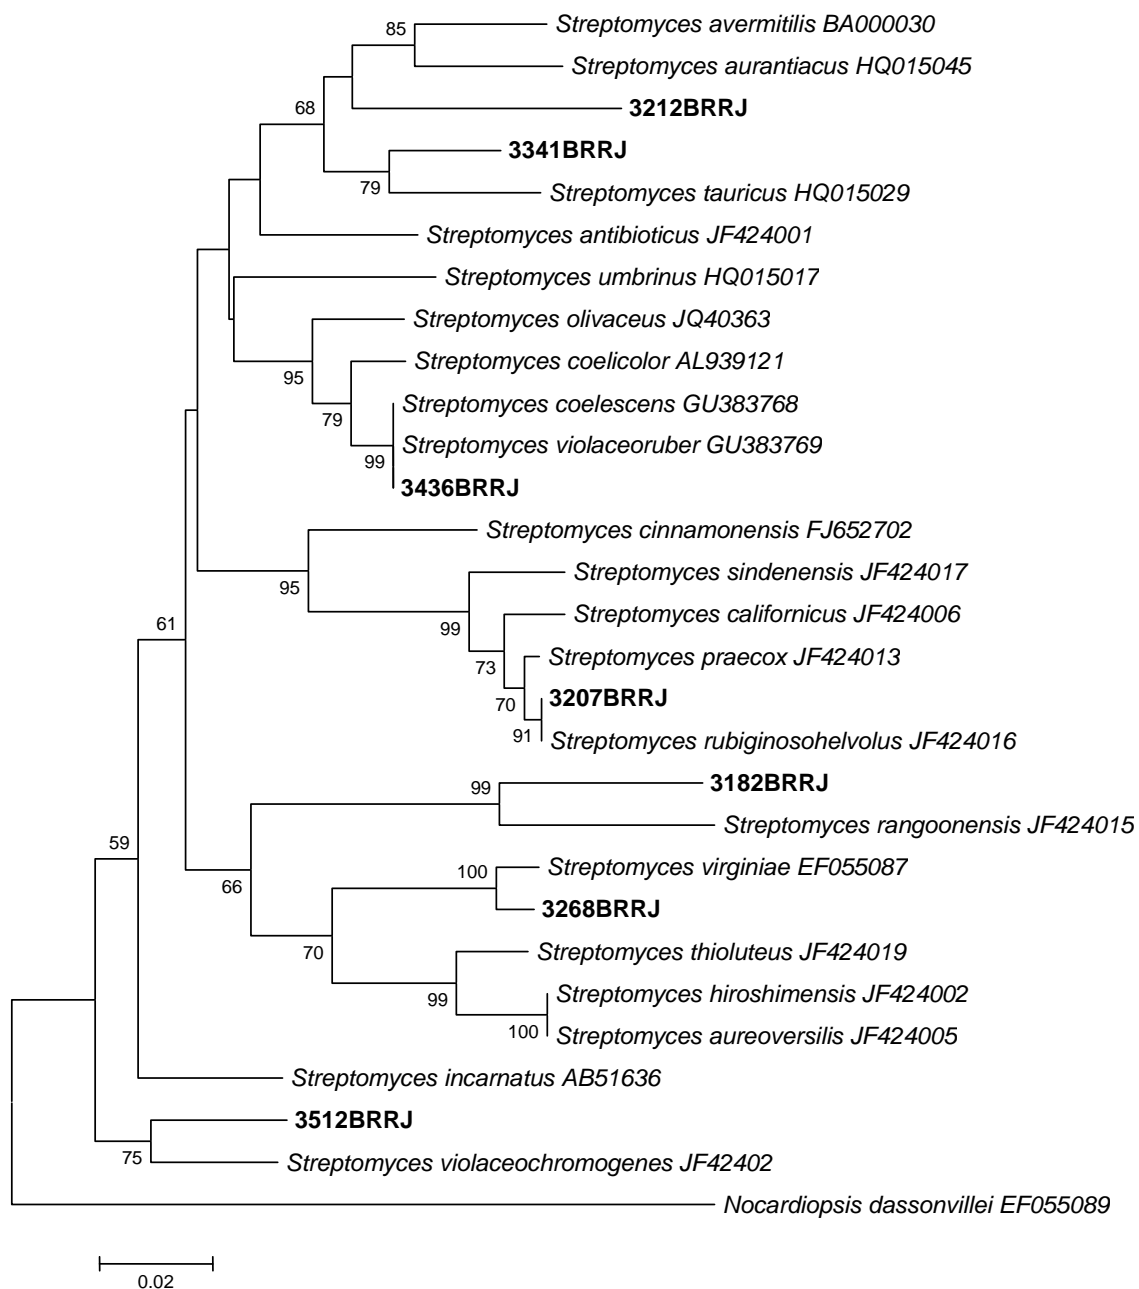 85
Streptomyces avermitilis BA000030
Streptomyces aurantiacus HQ015045
68
3212BRRJ
3341BRRJ
79
Streptomyces tauricus HQ015029
Streptomyces antibioticus JF424001
Streptomyces umbrinus HQ015017
Streptomyces olivaceus JQ40363
Streptomyces coelicolor AL939121
95
Streptomyces coelescens GU383768
79
Streptomyces violaceoruber GU383769
99
3436BRRJ
Streptomyces cinnamonensis FJ652702
Streptomyces sindenensis JF424017
95
Streptomyces californicus JF424006
99
61
Streptomyces praecox JF424013
73
3207BRRJ
70
91
Streptomyces rubiginosohelvolus JF424016
3182BRRJ
99
Streptomyces rangoonensis JF424015
59
Streptomyces virginiae EF055087
100
66
3268BRRJ
70
Streptomyces thioluteus JF424019
Streptomyces hiroshimensis JF424002
99
100
Streptomyces aureoversilis JF424005
Streptomyces incarnatus AB51636
3512BRRJ
75
Streptomyces violaceochromogenes JF42402
Nocardiopsis dassonvillei EF055089
0.02